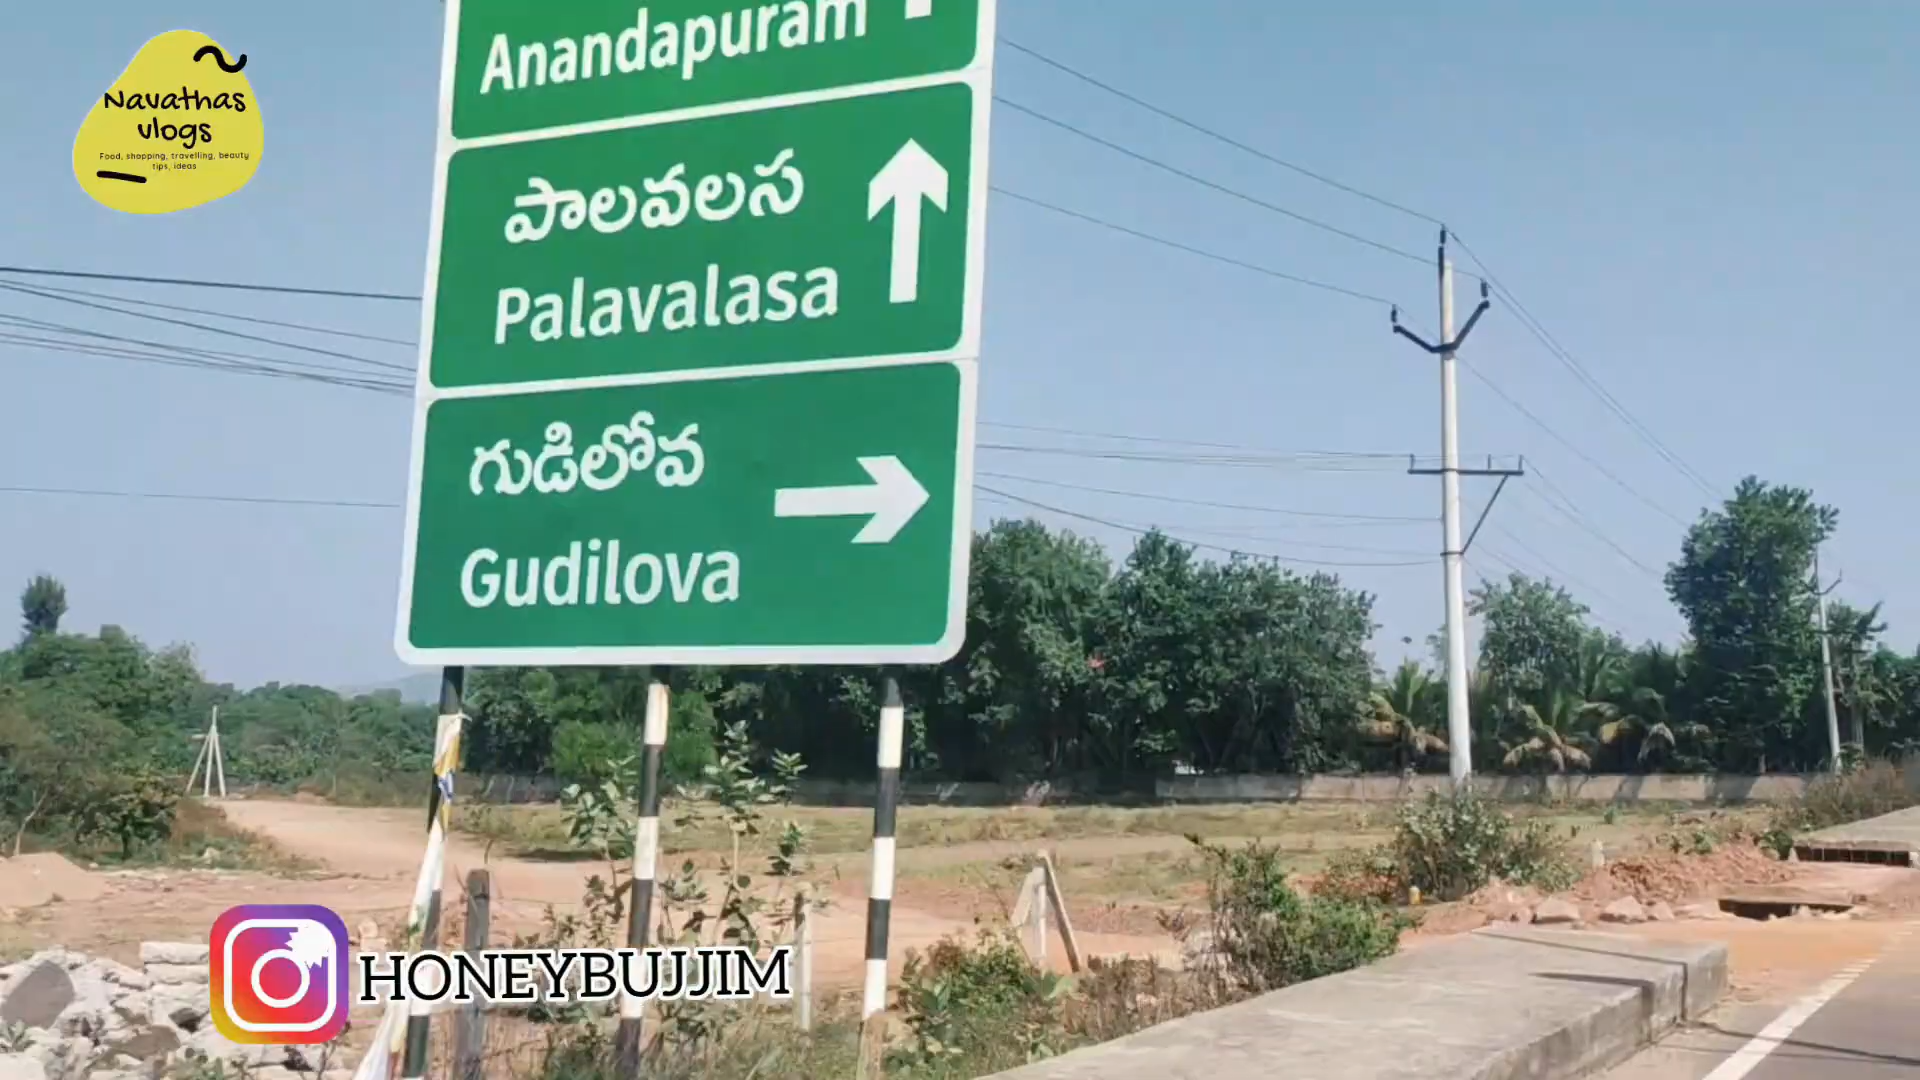 Navathas
vlogs
Food, shopping, travelling, beauty
tips, ideas
Anandapuram
పాలవలస
Palavalasa
గుడిలోవ
Gudilova
HONEYBUJJIM